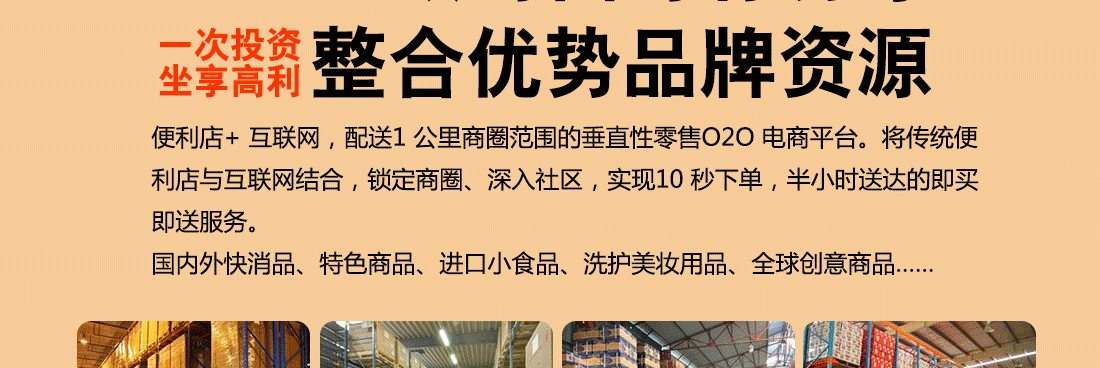 一次投资
坐享高利
整合优势品牌资源
便利店+ 互联网，配送1 公里商圈范围的垂直性零售O2O 电商平台。将传统便
利店与互联网结合，锁定商圈、深入社区，实现10 秒下单，半小时送达的即买
即送服务。
国内外快消品、特色商品、进口小食品、洗护美妆用品、全球创意商品......